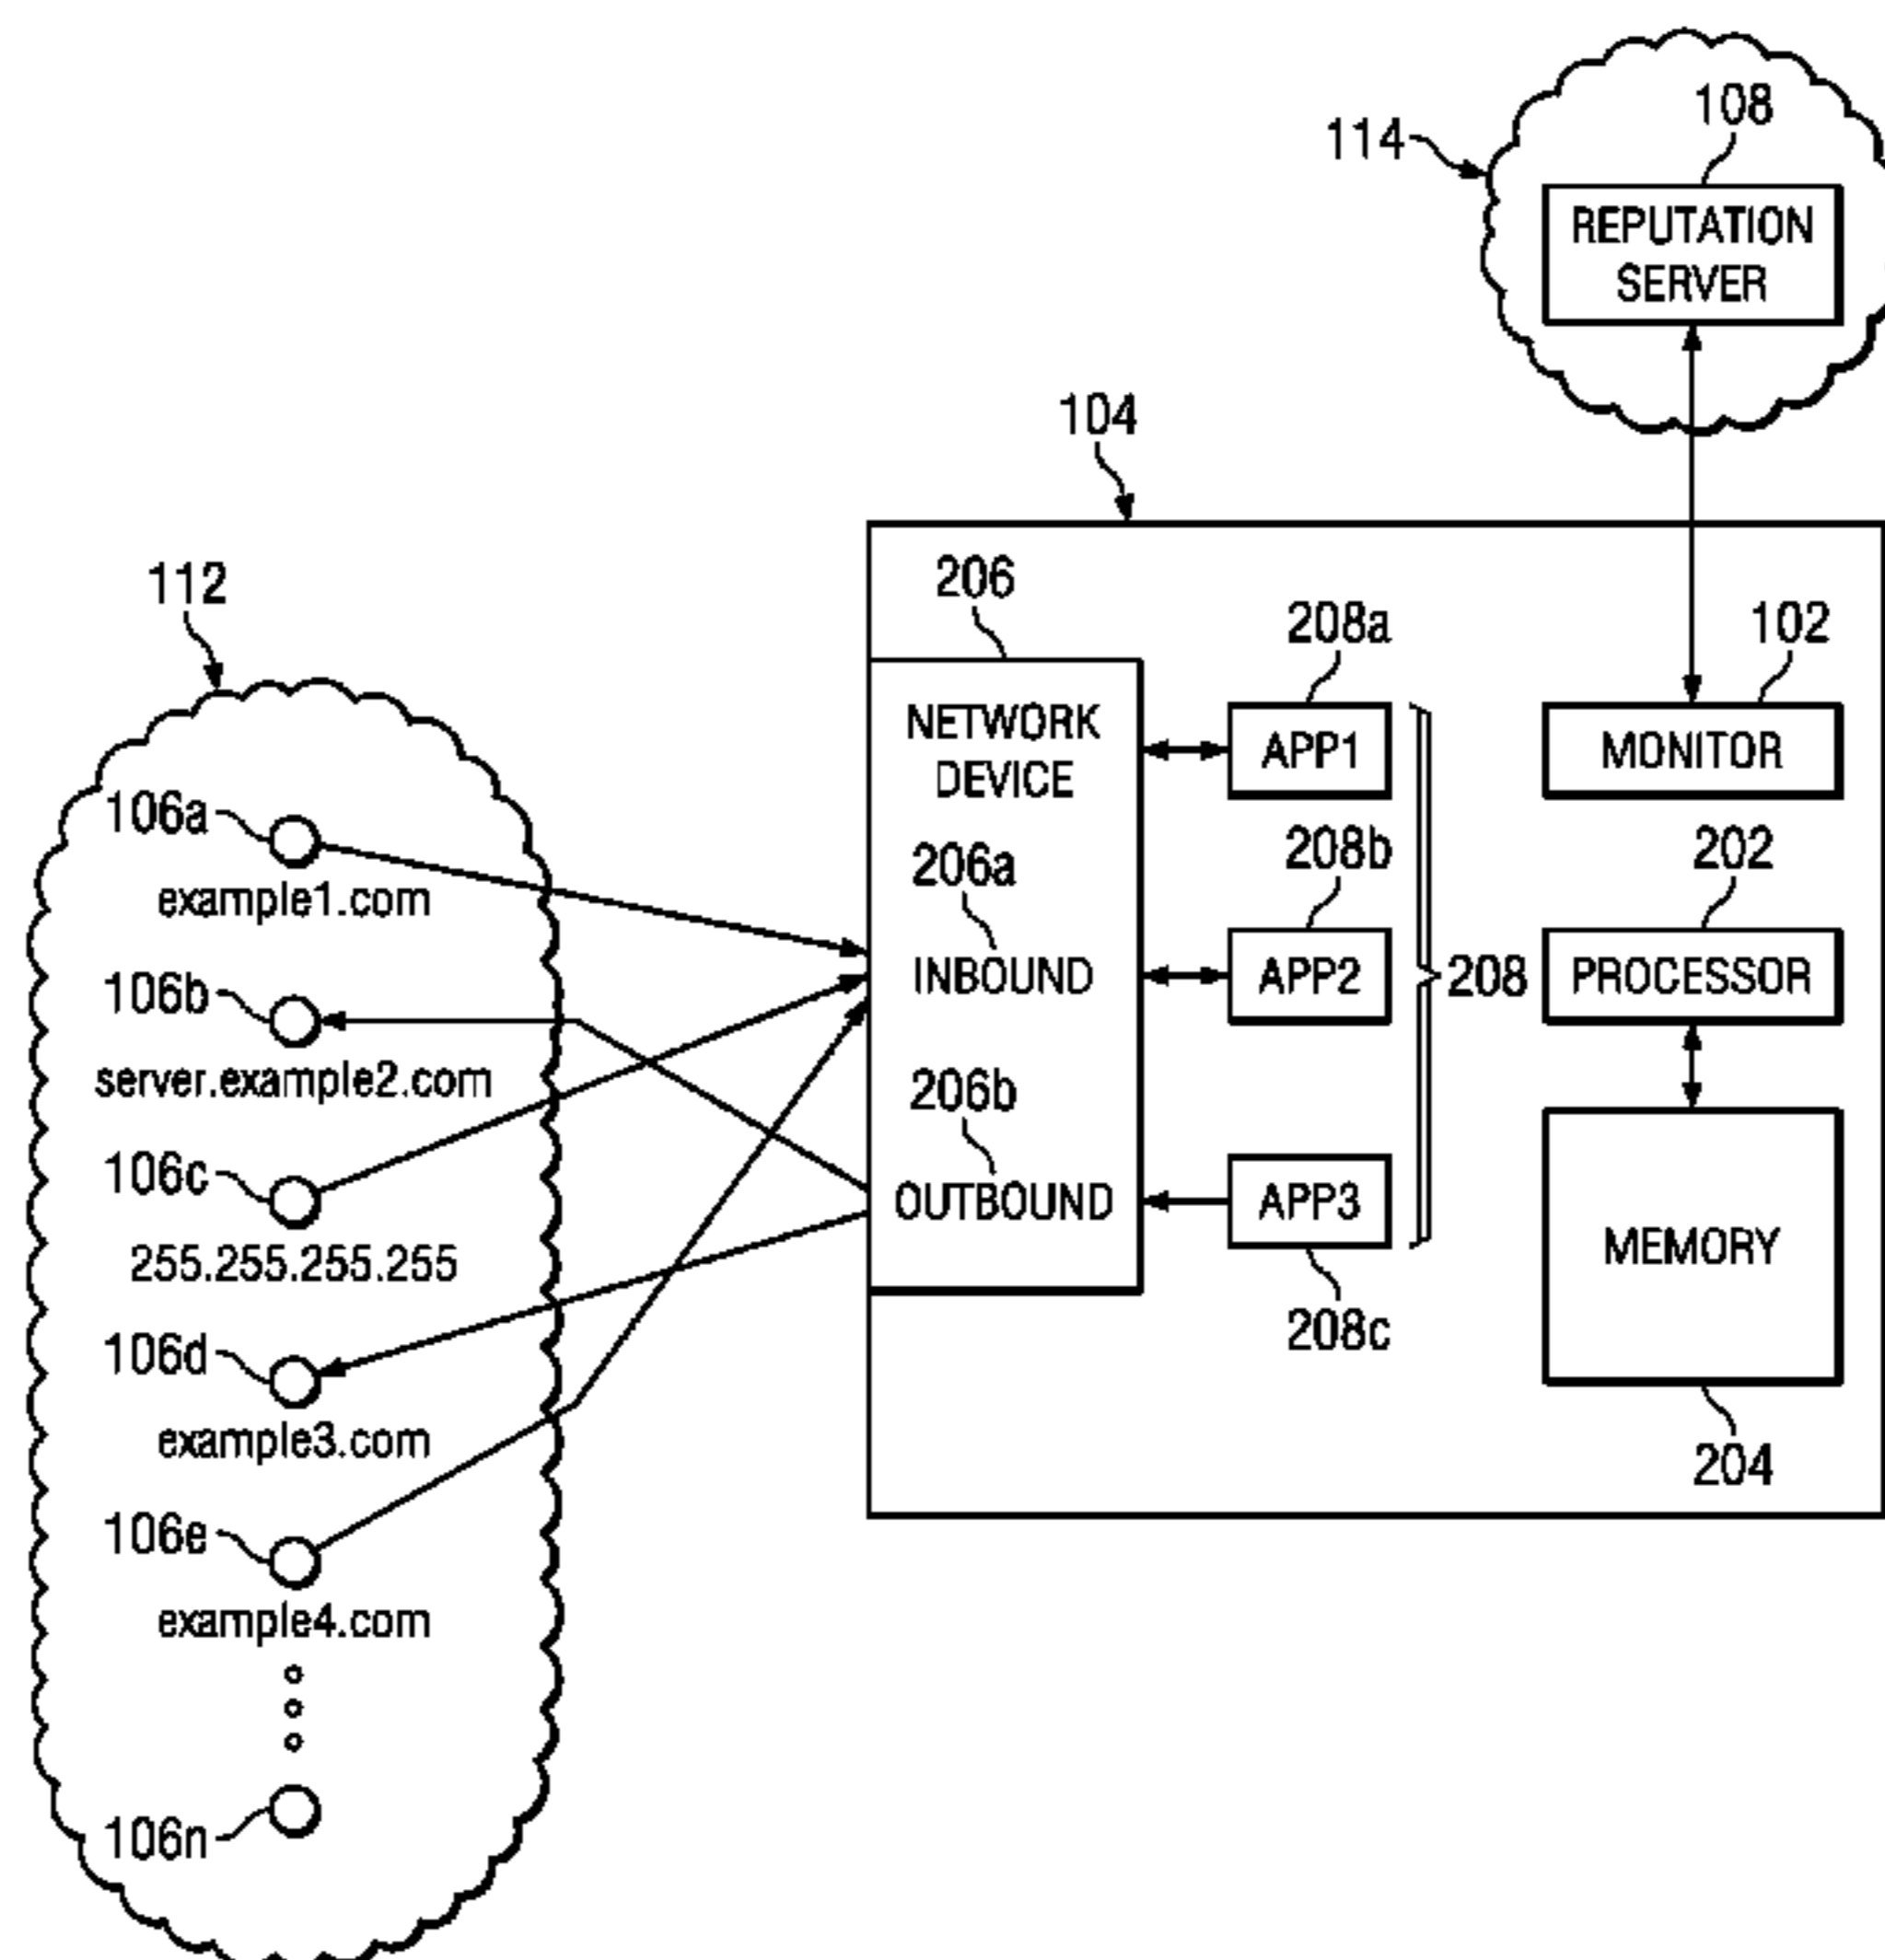 108
114
REPUTATION
SERVER
104
112
206
208a
102
NETWORK
DEVICE
APP1
MONITOR
106a
example1.com
206a
208b
202
106b
INBOUND
APP2
208
PROCESSOR
server.example2.com
206b
106c
OUTBOUND
APP3
MEMORY
255.255.255.255
208c
106d
example3.com
204
106e
example4.com
106n